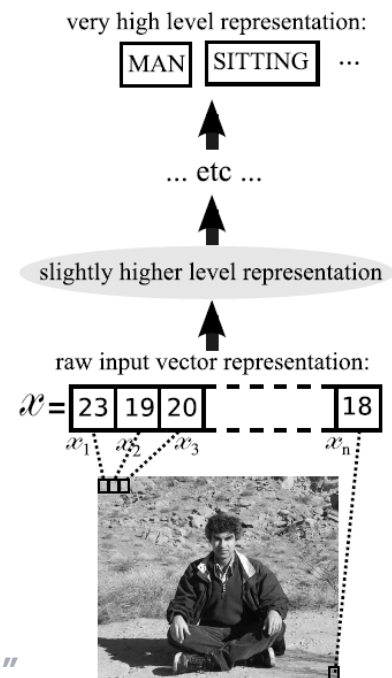 very high level representation:
MAN SITTING ...
... etc ...
slightly higher level representation
raw input vector representation:
x = 23 19 20 18
x1 x2 x3 xn
"